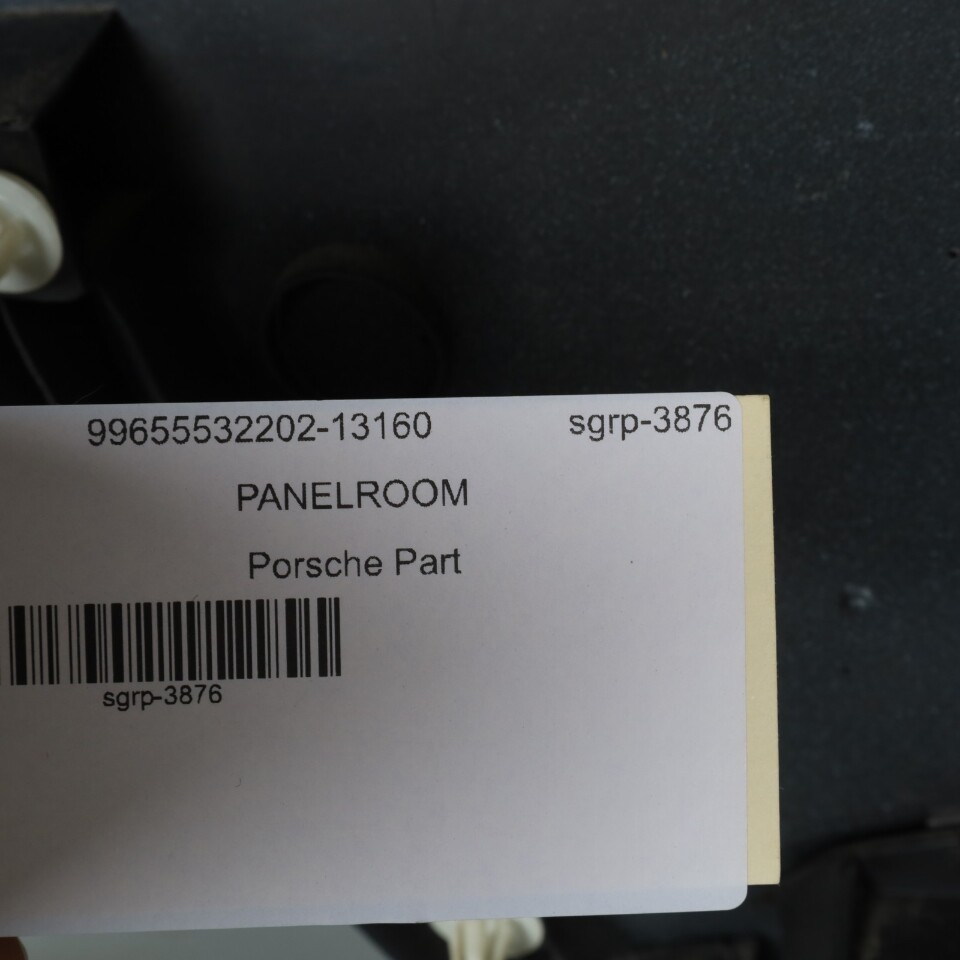 99655532202-13160 sgrp-3876
PANELROOM
Porsche Part
sgrp-3876